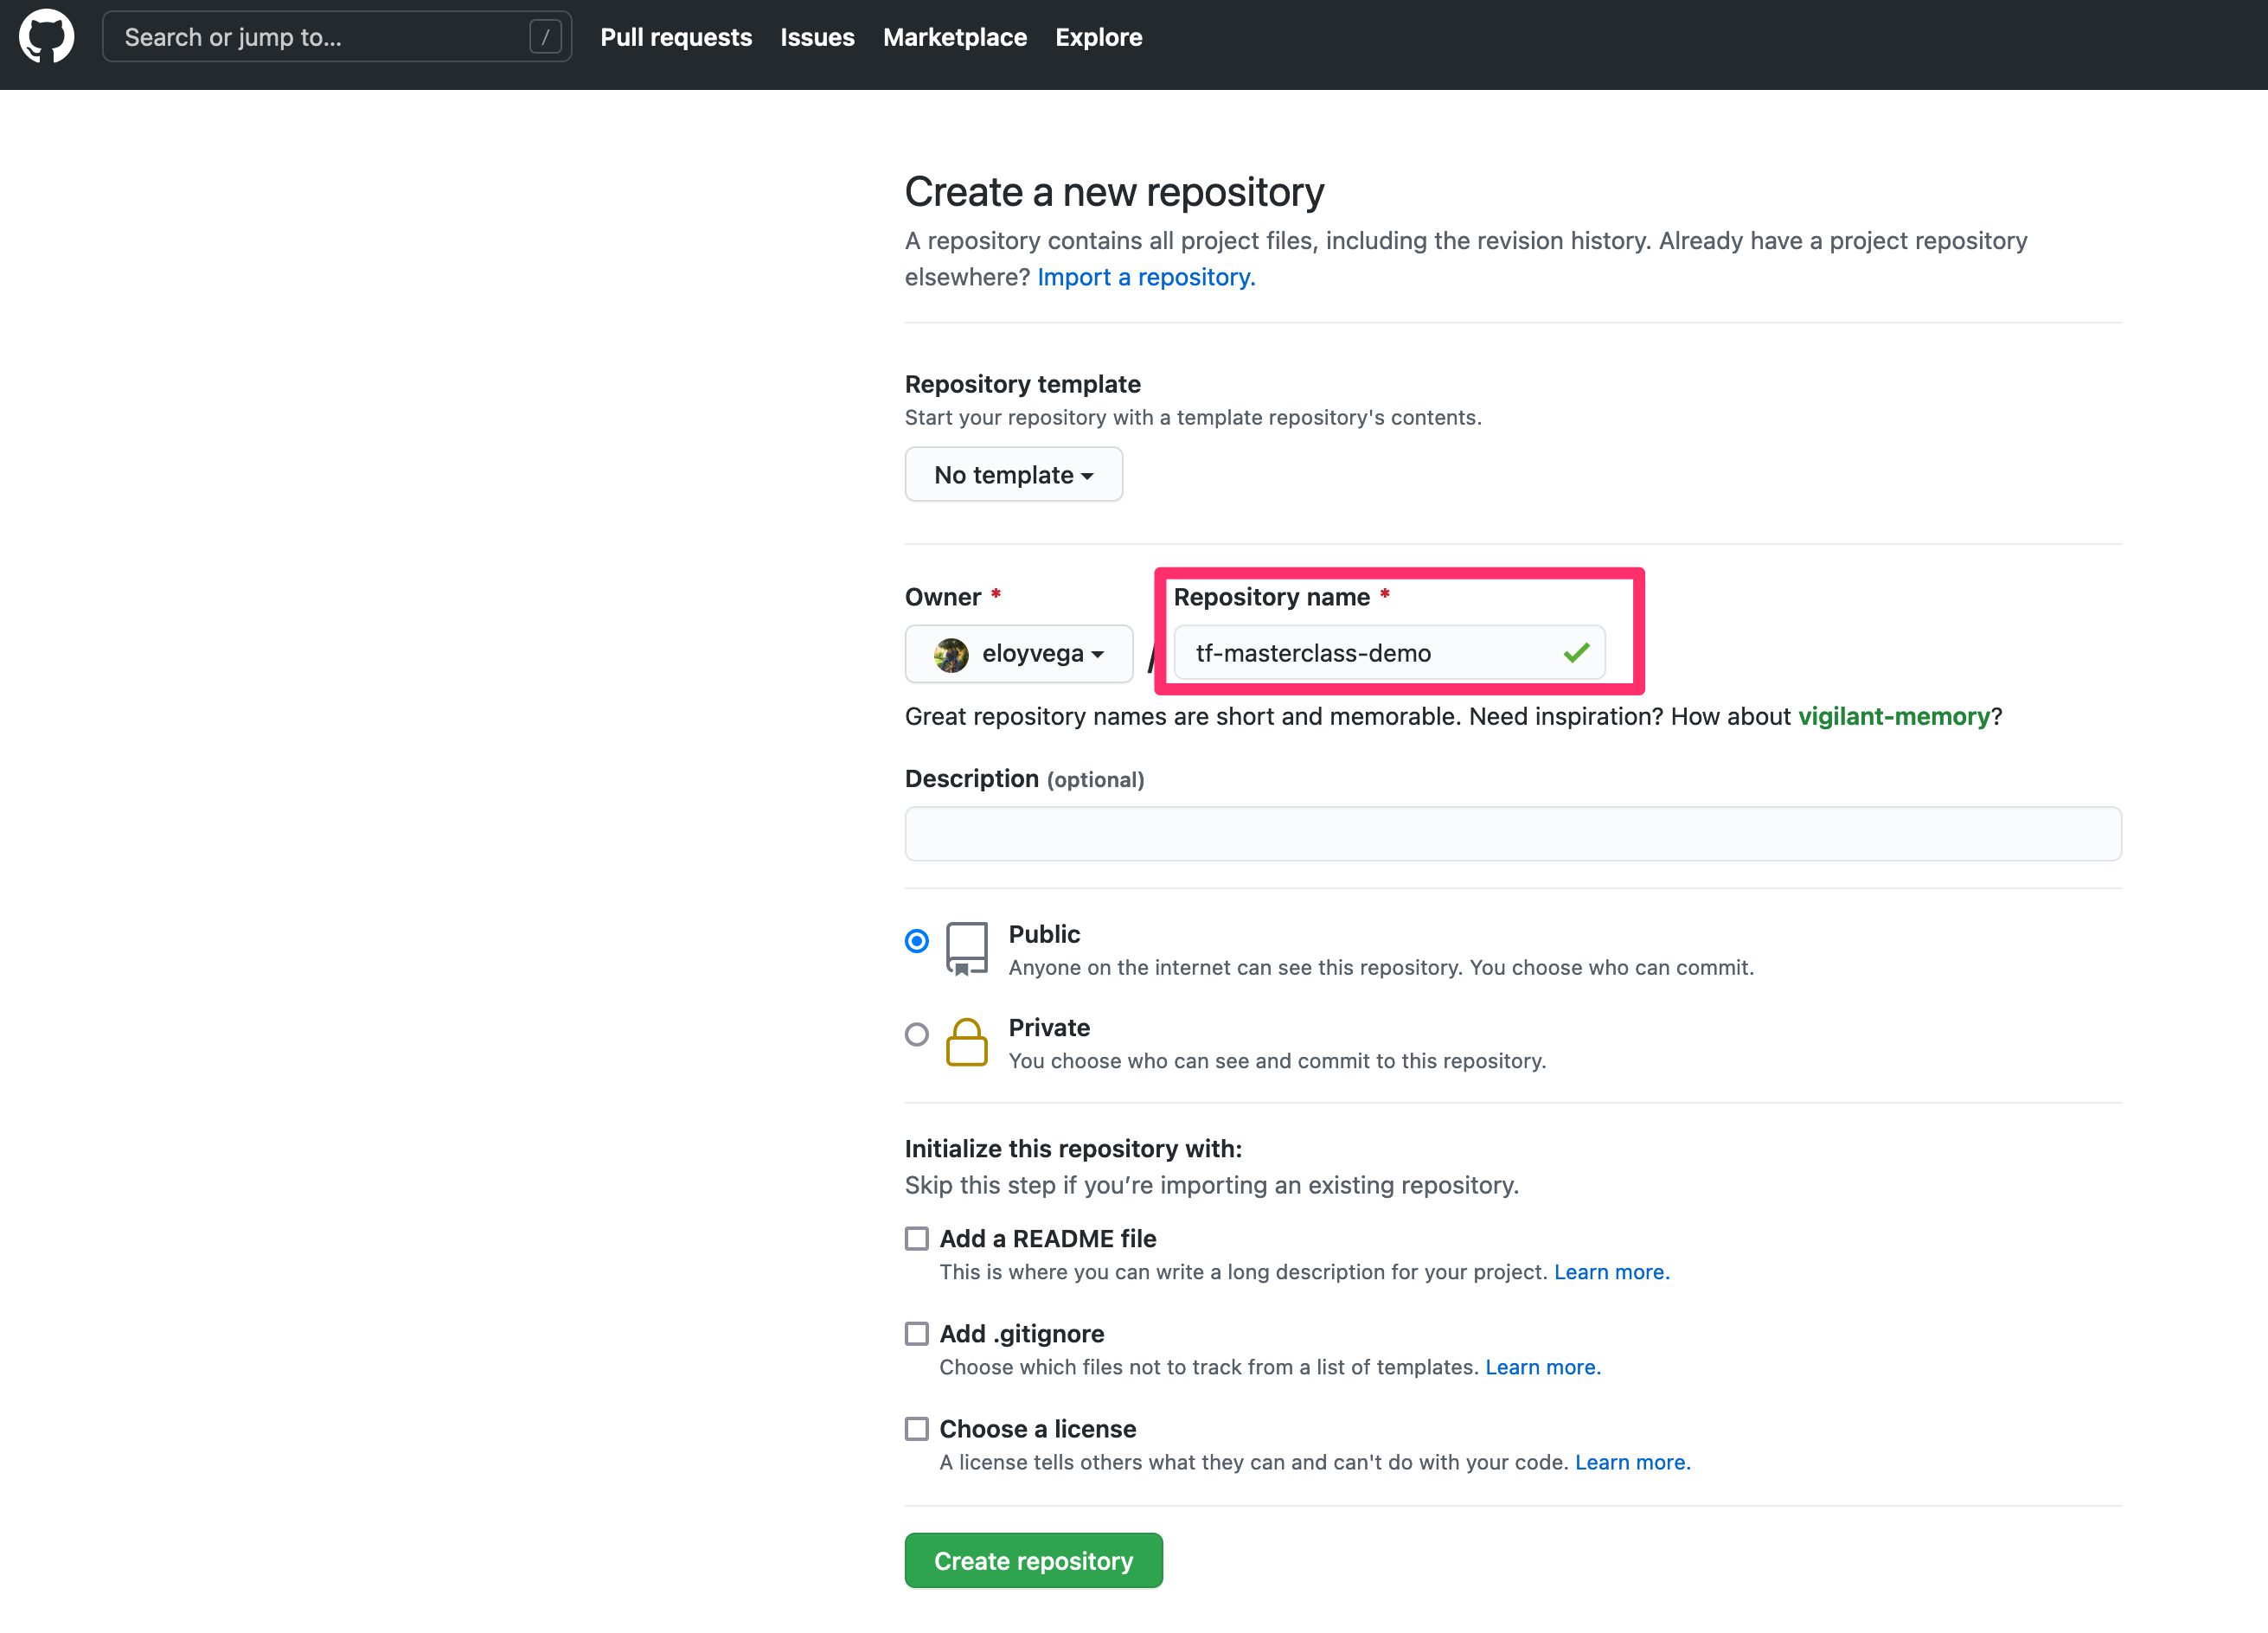 Search or jump to... / Pull requests Issues Marketplace Explore
Create a new repository
A repository contains all project files, including the revision history. Already have a project repository
elsewhere? Import a repository.
Repository template
Start your repository with a template repository's contents.
No template
Owner * Repository name *
eloyvega / tf-masterclass-demo
Great repository names are short and memorable. Need inspiration? How about vigilant-memory?
Description (optional)
Public
Anyone on the internet can see this repository. You choose who can commit.
Private
You choose who can see and commit to this repository.
Initialize this repository with:
Skip this step if you’re importing an existing repository.
Add a README file
This is where you can write a long description for your project. Learn more.
Add .gitignore
Choose which files not to track from a list of templates. Learn more.
Choose a license
A license tells others what they can and can't do with your code. Learn more.
Create repository